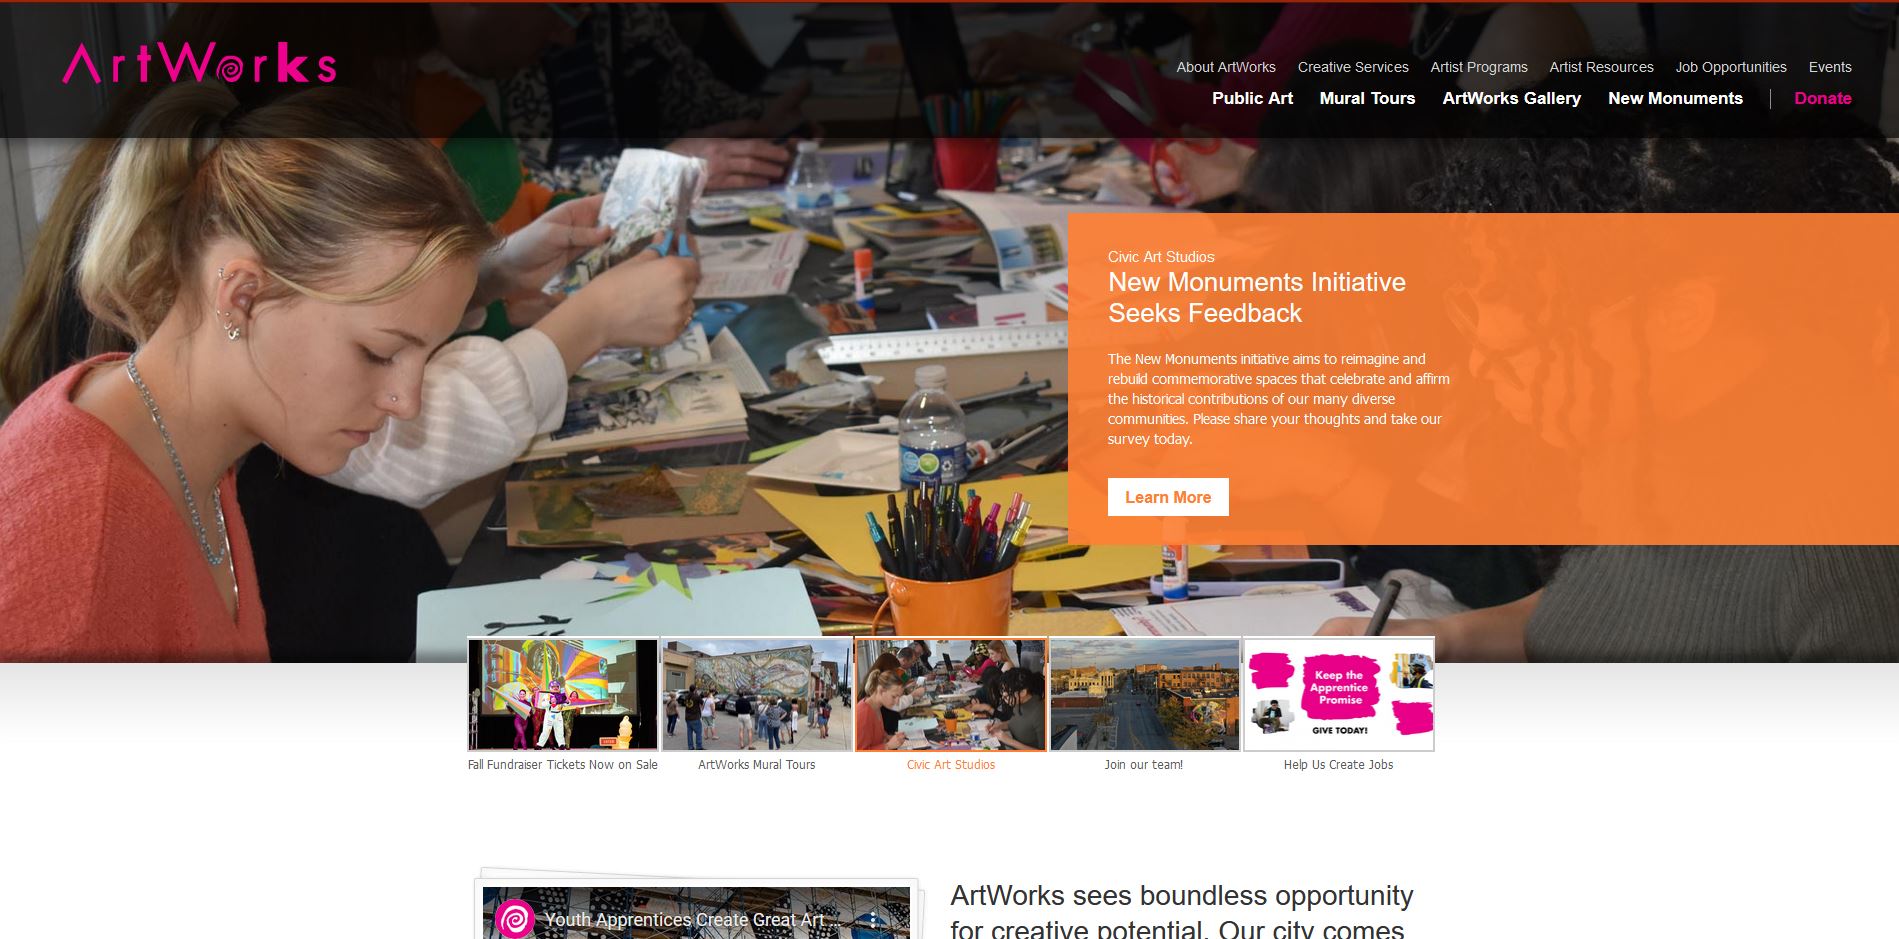 ArtWorks
About ArtWorks Creative Services Artist Programs Artist Resources Job Opportunities Events
Public Art Mural Tours ArtWorks Gallery New Monuments Donate
Civic Art Studios
New Monuments Initiative
Seeks Feedback
The New Monuments initiative aims to reimagine and
rebuild commemorative spaces that celebrate and affirm
the historical contributions of our many diverse
communities. Please share your thoughts and take our
survey today.
Learn More
Keep the
Apprentice
Promise
GIVE TODAY!
Fall Fundraiser Tickets Now on Sale ArtWorks Mural Tours Civic Art Studios Join our team! Help Us Create Jobs
Youth Apprentices Create Great Art ...
ArtWorks sees boundless opportunity
for creative potential. Our city comes